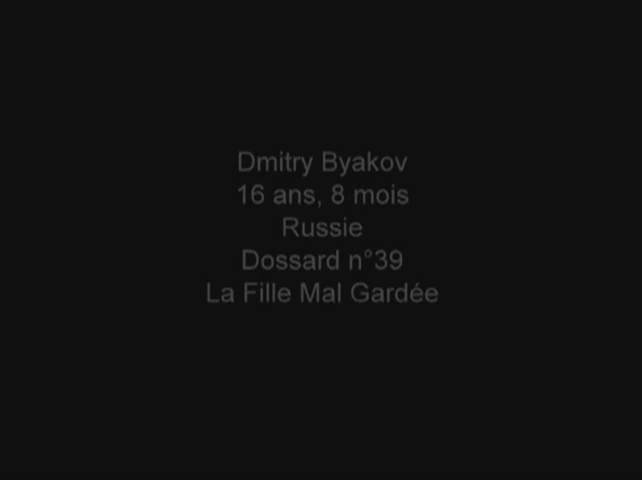 Dmitry Byakov
16 ans, 8 mois
Russie
Dossard n°39
La Fille Mal Gardée